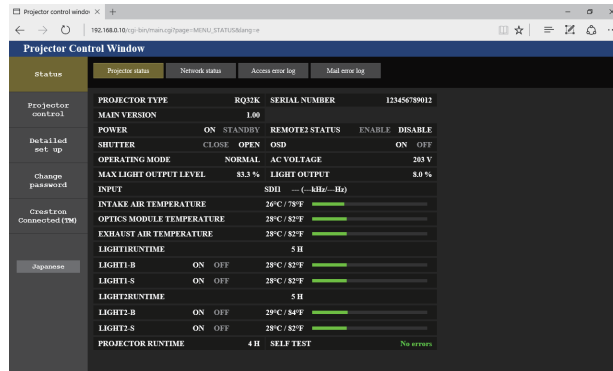 Projector control window
192.168.0.10/cgi-bin/main.cgi?page=MENU_STATUS&lang=e
Projector Control Window
Status
Projector control
Detailed set up
Change password
Crestron Connected(TM)
Japanese
Projector status Network status Access error log Mail error log
PROJECTOR TYPE RQ32K SERIAL NUMBER 123456789012
MAIN VERSION 1.00
POWER ON STANDBY REMOTE2 STATUS ENABLE DISABLE
SHUTTER CLOSE OPEN OSD ON OFF
OPERATING MODE NORMAL AC VOLTAGE 203 V
MAX LIGHT OUTPUT LEVEL 83.3 % LIGHT OUTPUT 8.0 %
INPUT SDI1 --- (---kHz/---Hz)
INTAKE AIR TEMPERATURE 26°C / 78°F
OPTICS MODULE TEMPERATURE 28°C / 82°F
EXHAUST AIR TEMPERATURE 28°C / 82°F
LIGHT1RUNTIME 5 H
LIGHT1-B ON OFF 28°C / 82°F
LIGHT1-S ON OFF 28°C / 82°F
LIGHT2RUNTIME 5 H
LIGHT2-B ON OFF 29°C / 84°F
LIGHT2-S ON OFF 28°C / 82°F
PROJECTOR RUNTIME 4 H SELF TEST No errors